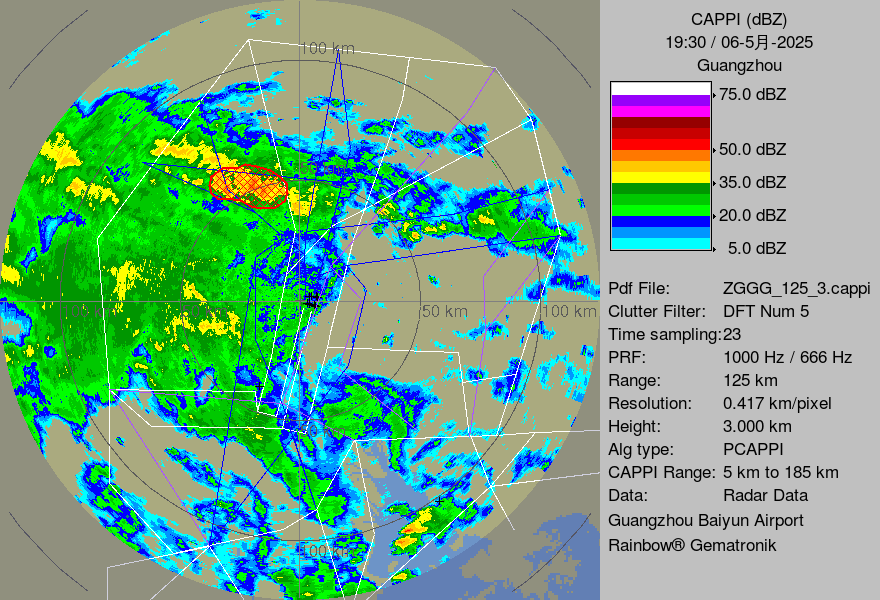 CAPPI (dBZ)
19:30 / 06-5月-2025
Guangzhou
75.0 dBZ
50.0 dBZ
35.0 dBZ
20.0 dBZ
5.0 dBZ
Pdf File: ZGGG_125_3.cappi
Clutter Filter: DFT Num 5
Time sampling:23
PRF: 1000 Hz / 666 Hz
Range: 125 km
Resolution: 0.417 km/pixel
Height: 3.000 km
Alg type: PCAPPI
CAPPI Range: 5 km to 185 km
Data: Radar Data
Guangzhou Baiyun Airport
Rainbow® Gematronik
100 km
50 km
100 km
100 km